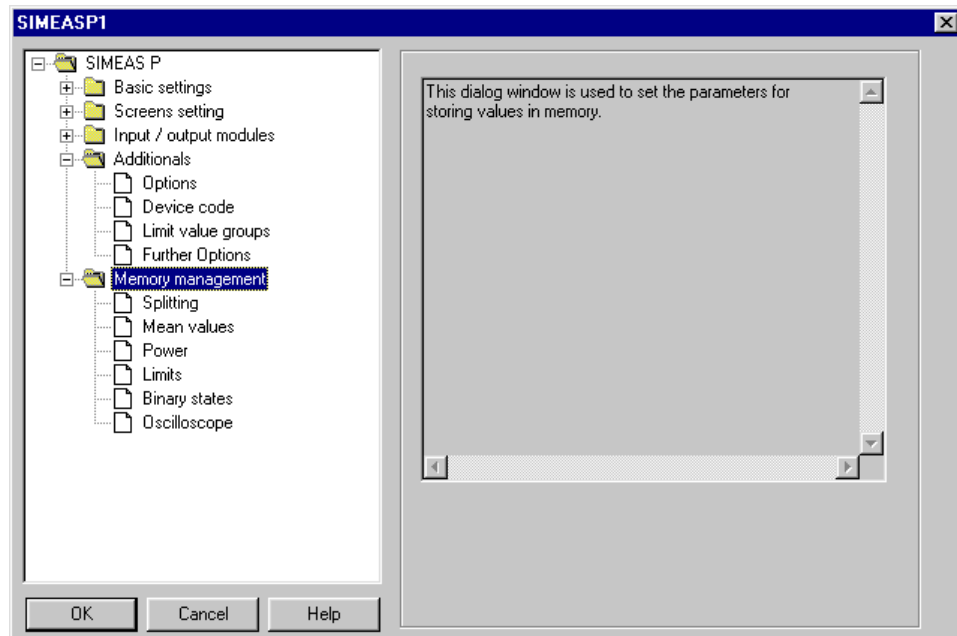 SIMEASP1
SIMEAS P
Basic settings
Screens setting
Input / output modules
Additionals
Options
Device code
Limit value groups
Further Options
Memory management
Splitting
Mean values
Power
Limits
Binary states
Oscilloscope
OK
Cancel
Help
This dialog window is used to set the parameters for
storing values in memory.